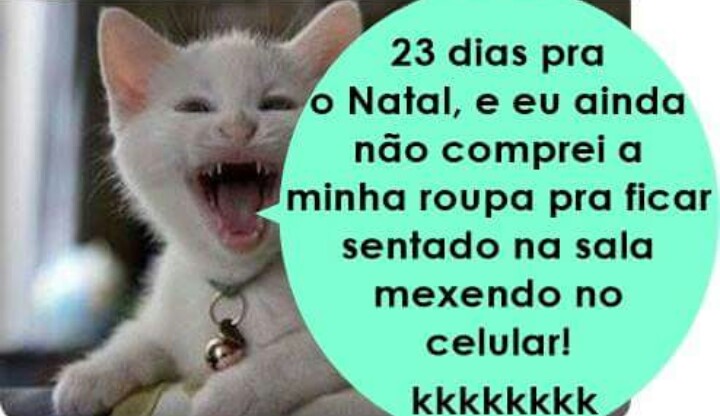 23 dias pra
o Natal, e eu ainda
não comprei a
minha roupa pra ficar
sentado na sala
mexendo no
celular!
kkkkkkkk